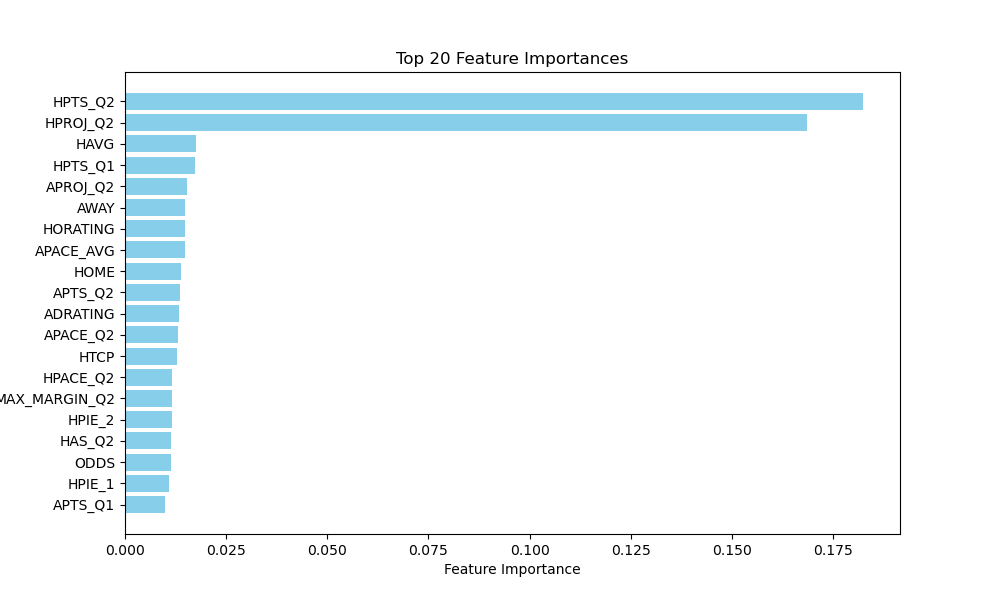 Top 20 Feature Importances
HPTS_Q2
HPROJ_Q2
HAVG
HPTS_Q1
APROJ_Q2
AWAY
HORATING
APACE_AVG
HOME
APTS_Q2
ADRATING
APACE_Q2
HTCP
HPACE_Q2
MAX_MARGIN_Q2
HPIE_2
HAS_Q2
ODDS
HPIE_1
APTS_Q1
0.000 0.025 0.050 0.075 0.100 0.125 0.150 0.175
Feature Importance